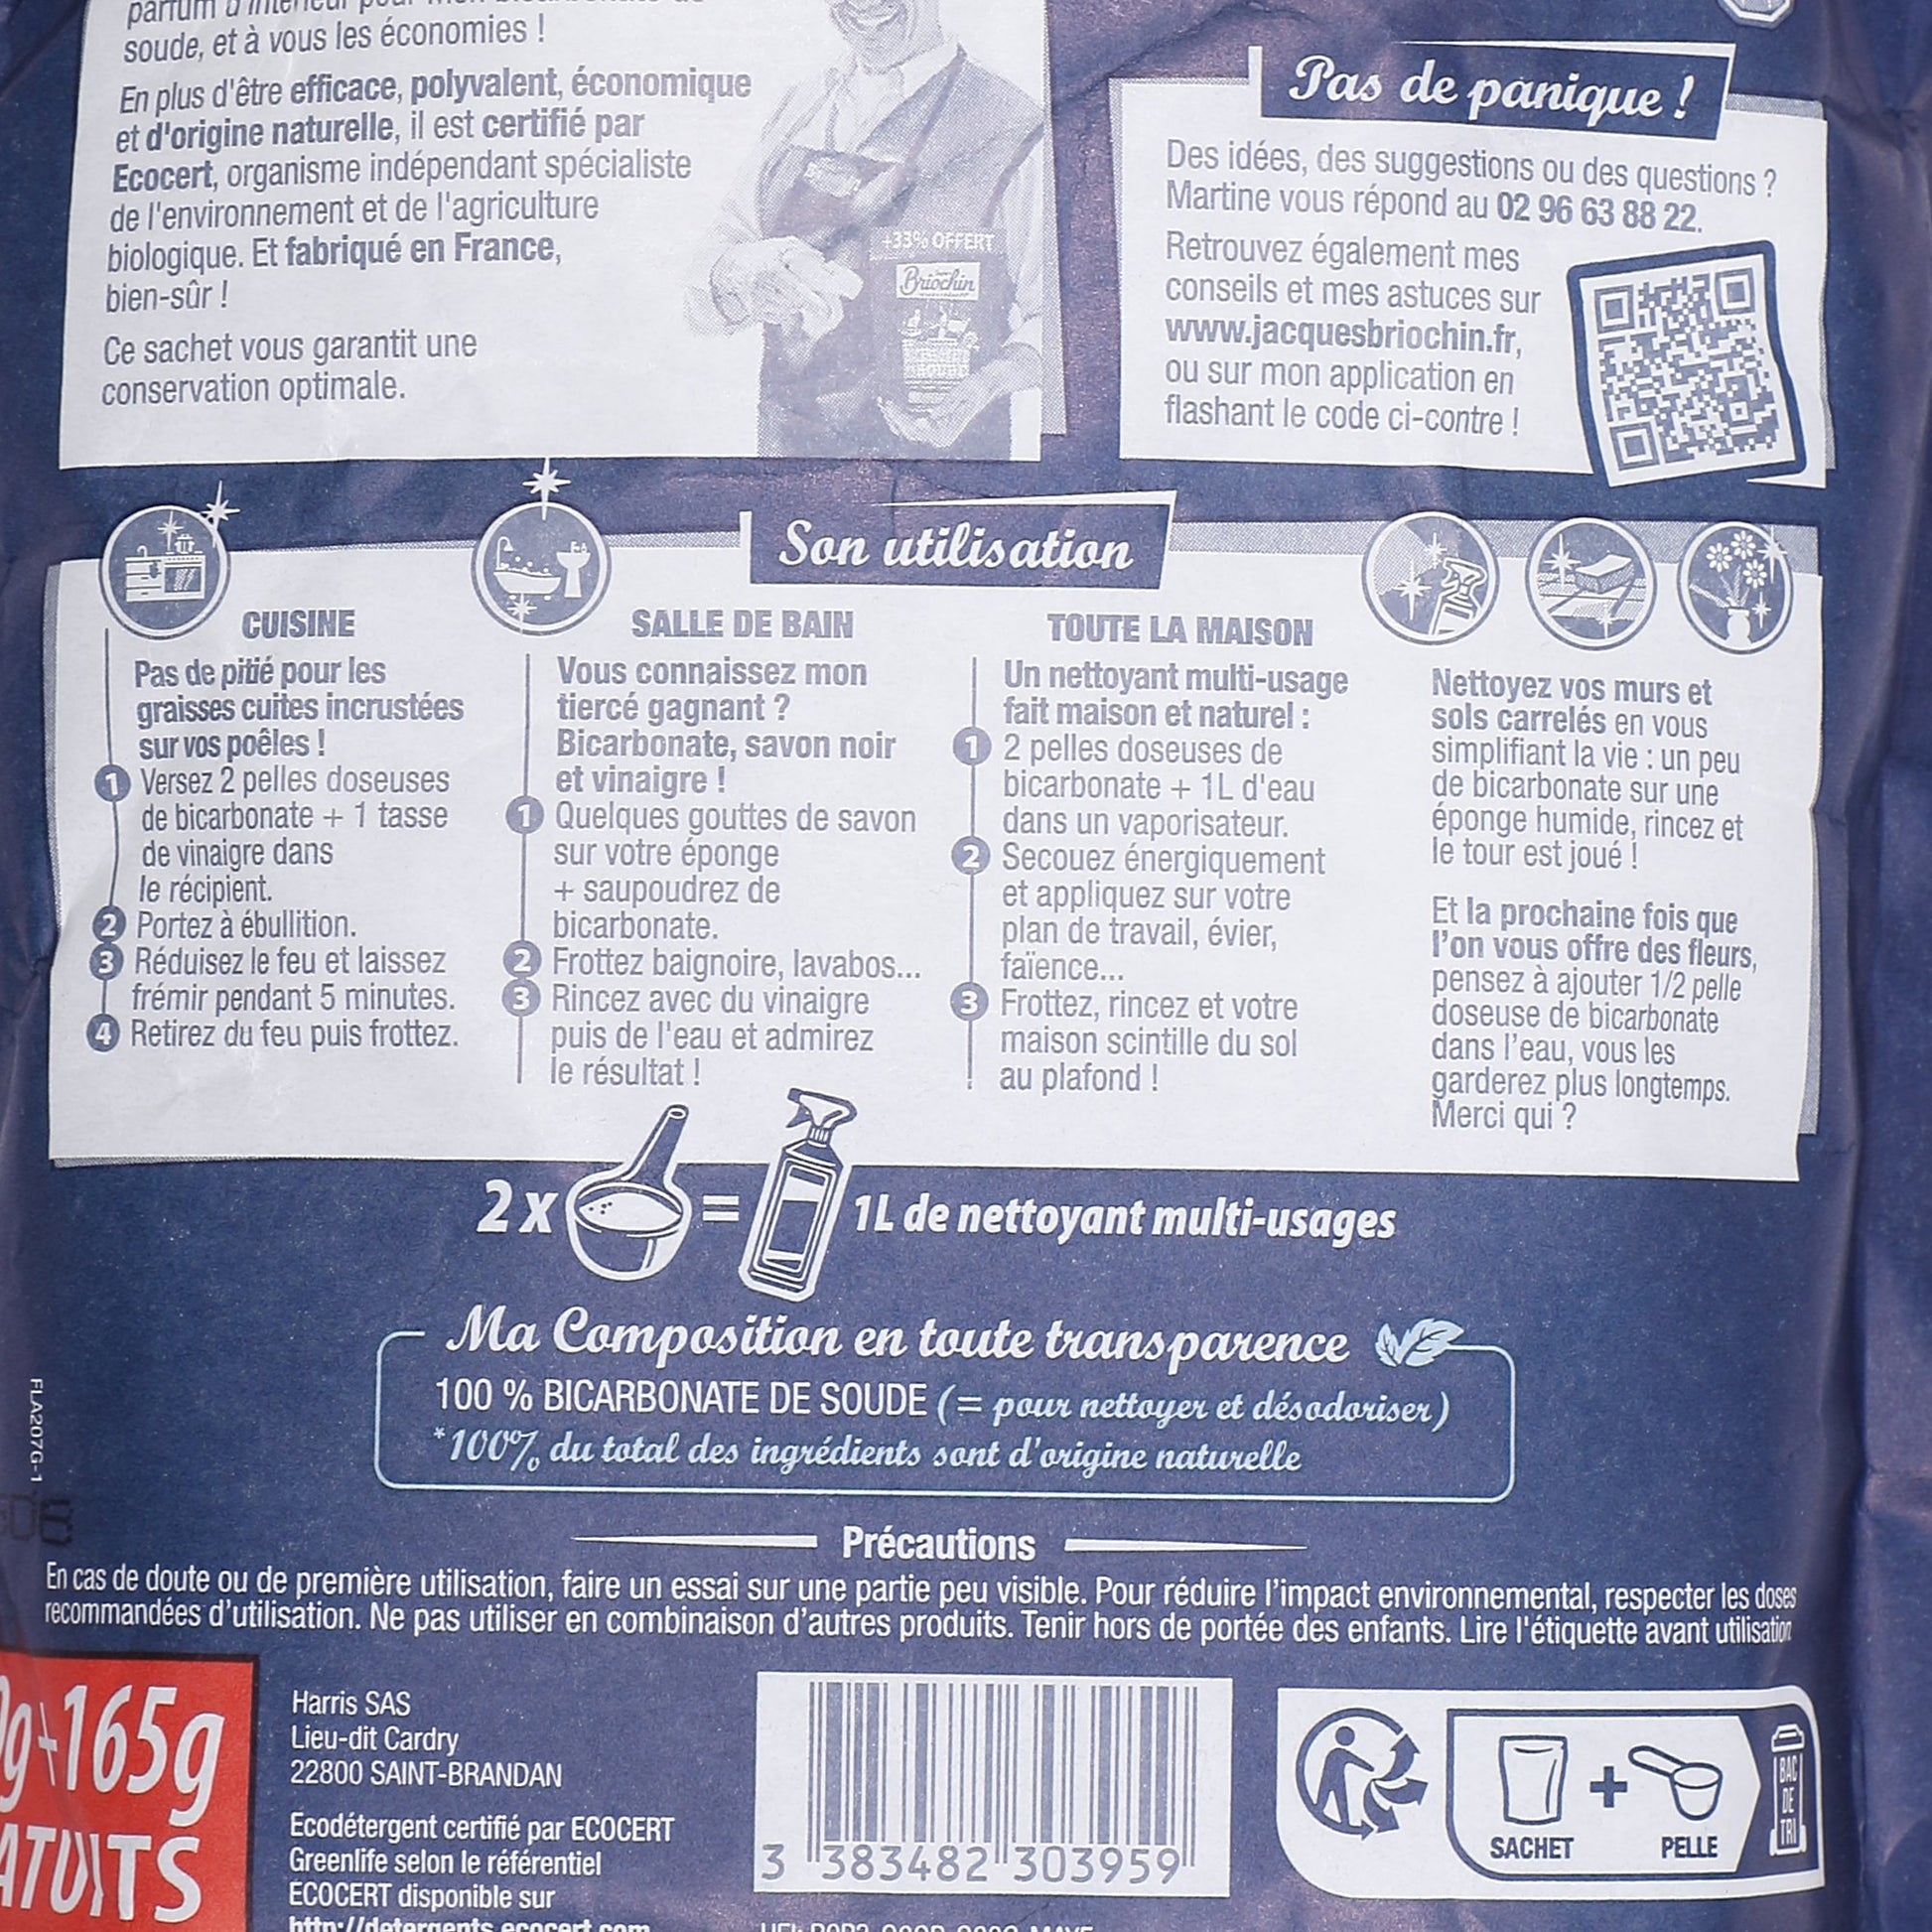 soude, et à vous les économies !
En plus d'être efficace, polyvalent, économique
et d'origine naturelle, il est certifié par
Ecocert, organisme indépendant spécialiste
de l'environnement et de l'agriculture
biologique. Et fabriqué en France,
bien-sûr !
Ce sachet vous garantit une
conservation optimale.
+33% OFFERT
Briochin
Pas de panique !
Des idées, des suggestions ou des questions ?
Martine vous répond au 02 96 63 88 22.
Retrouvez également mes
conseils et mes astuces sur
www.jacquesbriochin.fr,
ou sur mon application en
flashant le code ci-contre !
Son utilisation
CUISINE
Pas de pitié pour les
graisses cuites incrustées
sur vos poêles !
1 Versez 2 pelles doseuses
de bicarbonate + 1 tasse
de vinaigre dans
le récipient.
2 Portez à ébullition.
3 Réduisez le feu et laissez
frémir pendant 5 minutes.
4 Retirez du feu puis frottez.
SALLE DE BAIN
Vous connaissez mon
tiercé gagnant ?
Bicarbonate, savon noir
et vinaigre !
1 Quelques gouttes de savon
sur votre éponge
+ saupoudrez de
bicarbonate.
2 Frottez baignoire, lavabos...
3 Rincez avec du vinaigre
puis de l'eau et admirez
le résultat !
TOUTE LA MAISON
Un nettoyant multi-usage
fait maison et naturel :
1 2 pelles doseuses de
bicarbonate + 1L d'eau
dans un vaporisateur.
2 Secouez énergiquement
et appliquez sur votre
plan de travail, évier,
faïence...
3 Frottez, rincez et votre
maison scintille du sol
au plafond !
Nettoyez vos murs et
sols carrelés en vous
simplifiant la vie : un peu
de bicarbonate sur une
éponge humide, rincez et
le tour est joué !
Et la prochaine fois que
l'on vous offre des fleurs,
pensez à ajouter 1/2 pelle
doseuse de bicarbonate
dans l'eau, vous les
garderez plus longtemps.
Merci qui ?
2 x = 1L de nettoyant multi-usages
Ma Composition en toute transparence
100 % BICARBONATE DE SOUDE (= pour nettoyer et désodoriser)
*100% du total des ingrédients sont d'origine naturelle
FLA207G-1
Précautions
En cas de doute ou de première utilisation, faire un essai sur une partie peu visible. Pour réduire l'impact environnemental, respecter les doses
recommandées d'utilisation. Ne pas utiliser en combinaison d'autres produits. Tenir hors de portée des enfants. Lire l'étiquette avant utilisation
g+165g
ATUITS
Harris SAS
Lieu-dit Cardry
22800 SAINT-BRANDAN
Ecodétergent certifié par ECOCERT
Greenlife selon le référentiel
ECOCERT disponible sur
http://detergents.ecocert.com
3 383482 303959
SACHET + PELLE
BAC
DE
TRI